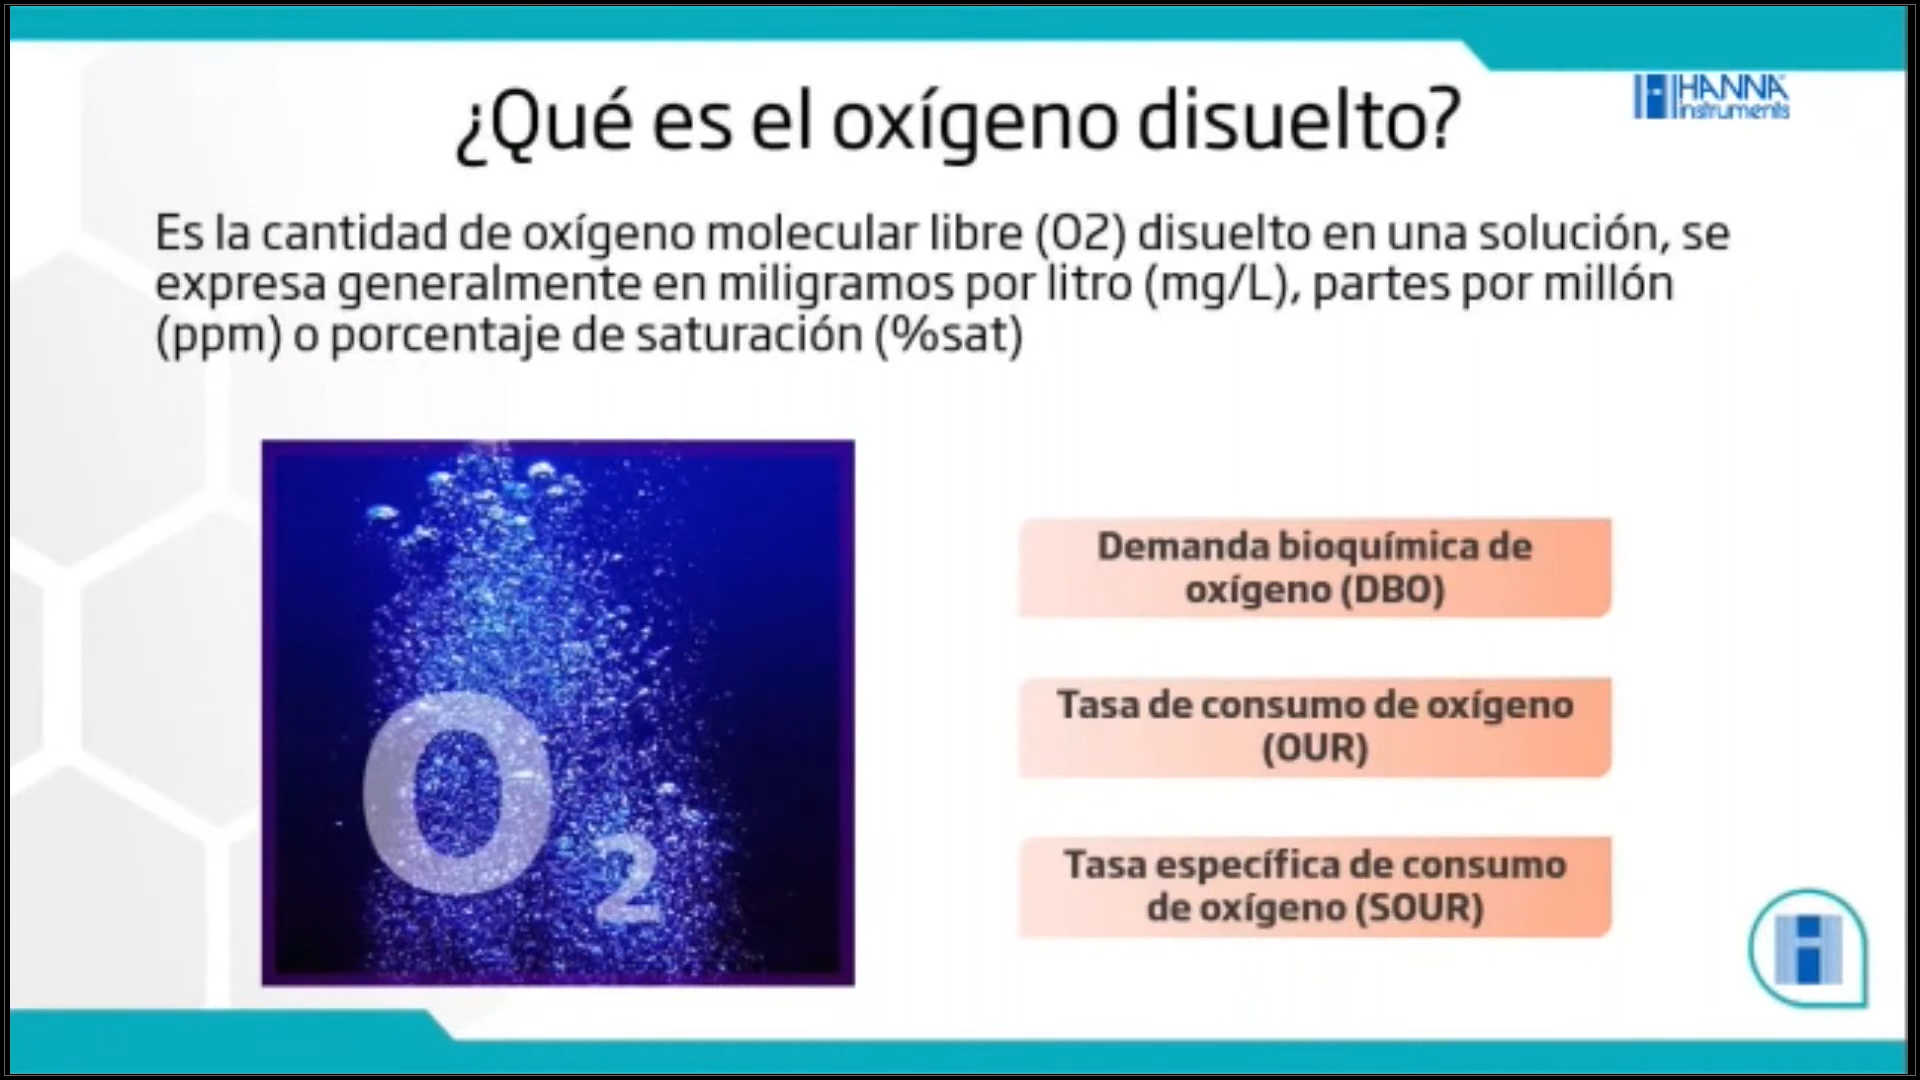 ¿Qué es el oxígeno disuelto?
HANNA
instruments
Es la cantidad de oxígeno molecular libre (O2) disuelto en una solución, se
expresa generalmente en miligramos por litro (mg/L), partes por millón
(ppm) o porcentaje de saturación (%sat)
O
2
Demanda bioquímica de
oxígeno (DBO)
Tasa de consumo de oxígeno
(OUR)
Tasa específica de consumo
de oxígeno (SOUR)